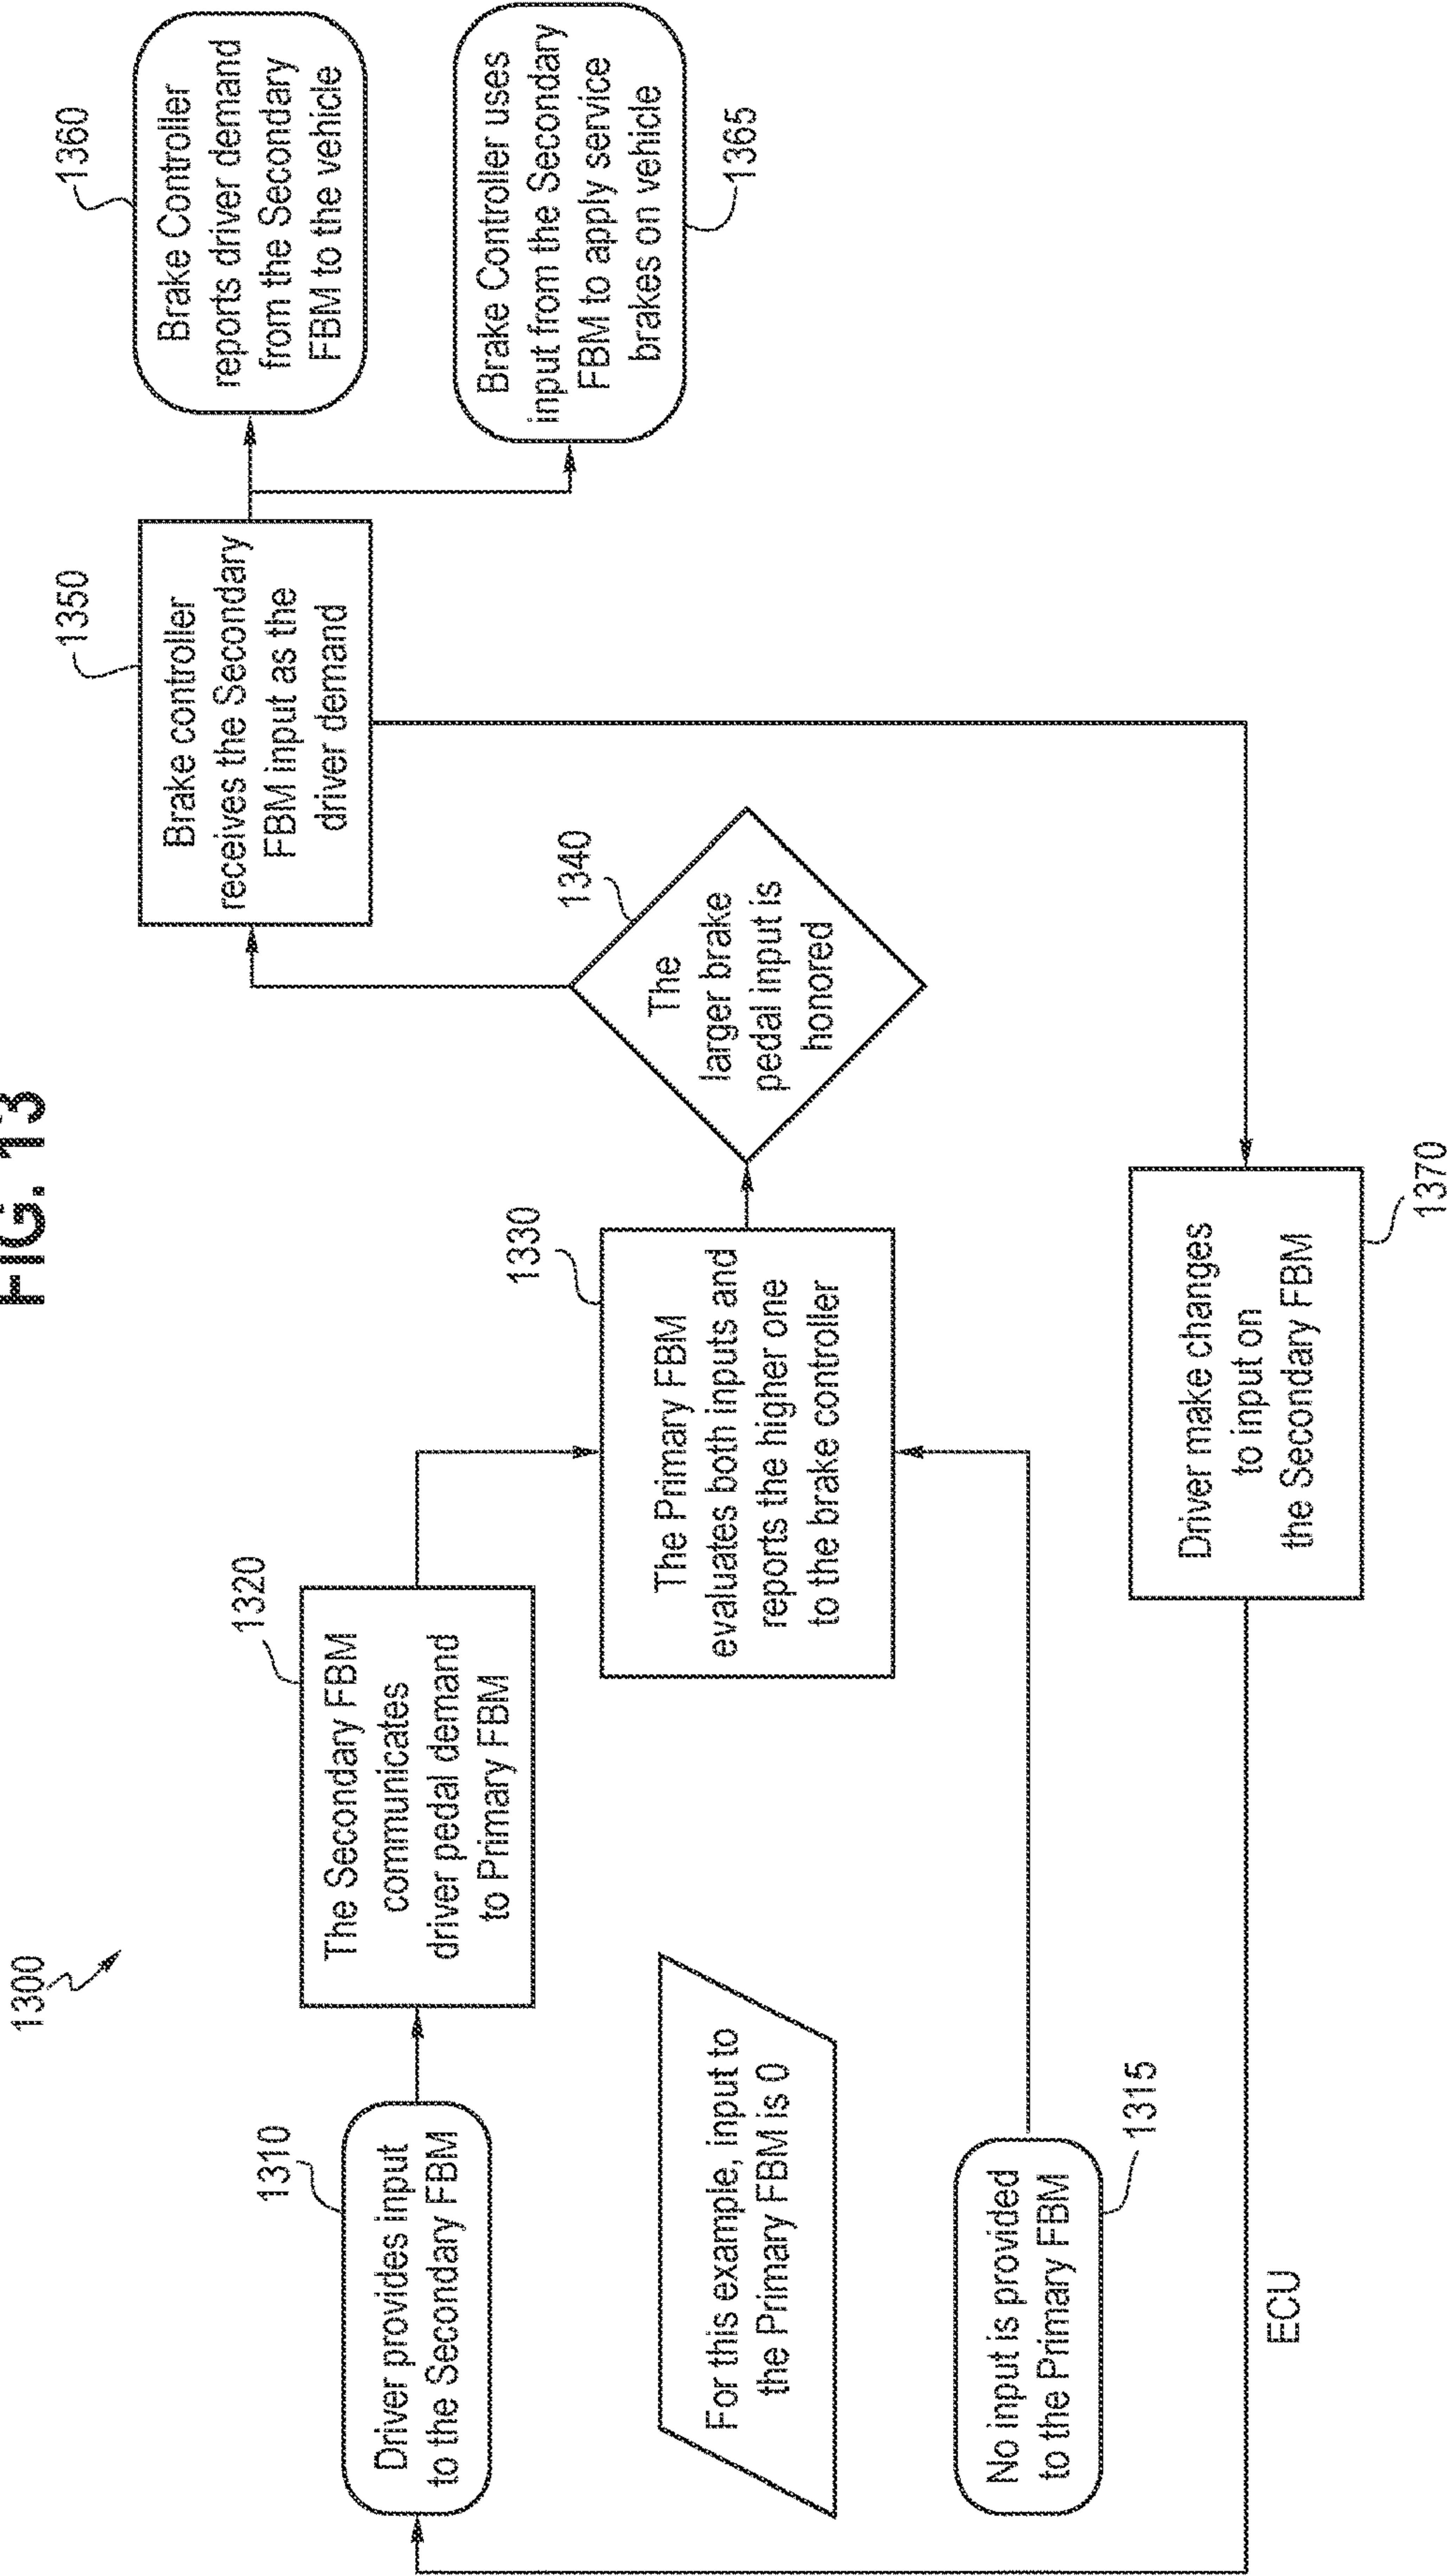 FIG. 13
1300
1310
Driver provides input
to the Secondary FBM
1320
The Secondary FBM
communicates
driver pedal demand
to Primary FBM
For this example, input to
the Primary FBM is 0
No input is provided
to the Primary FBM
1315
1330
The Primary FBM
evaluates both inputs and
reports the higher one
to the brake controller
1340
The
larger brake
pedal input is
honored
1350
Brake controller
receives the Secondary
FBM input as the
driver demand
1360
Brake Controller
reports driver demand
from the Secondary
FBM to the vehicle
Brake Controller uses
input from the Secondary
FBM to apply service
brakes on vehicle
1365
Driver make changes
to input on
the Secondary FBM
1370
ECU